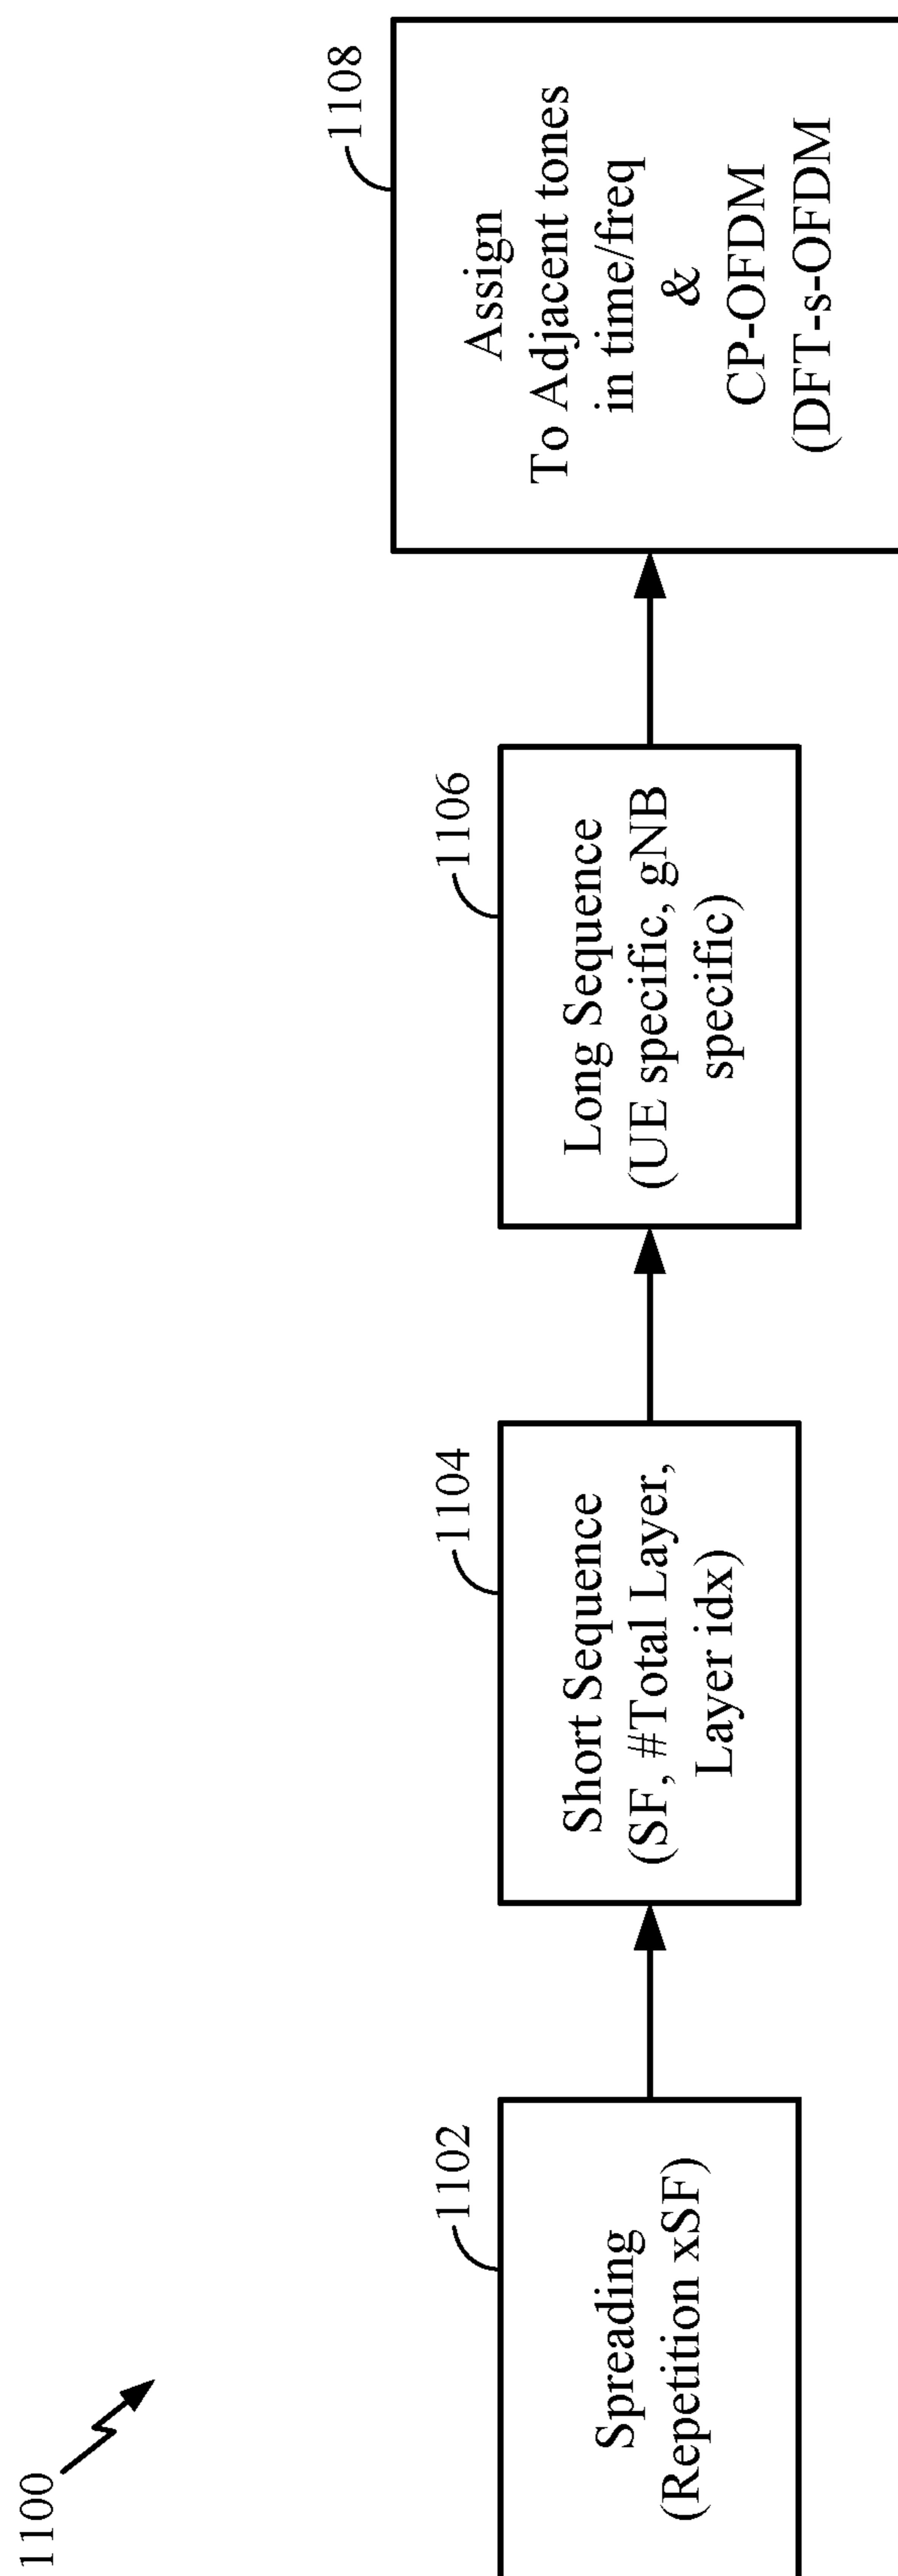 1100
1102
Spreading
(Repetition xSF)
1104
Short Sequence
(SF, #Total Layer,
Layer idx)
1106
Long Sequence
(UE specific, gNB
specific)
1108
Assign
To Adjacent tones
in time/freq
&
CP-OFDM
(DFT-s-OFDM)